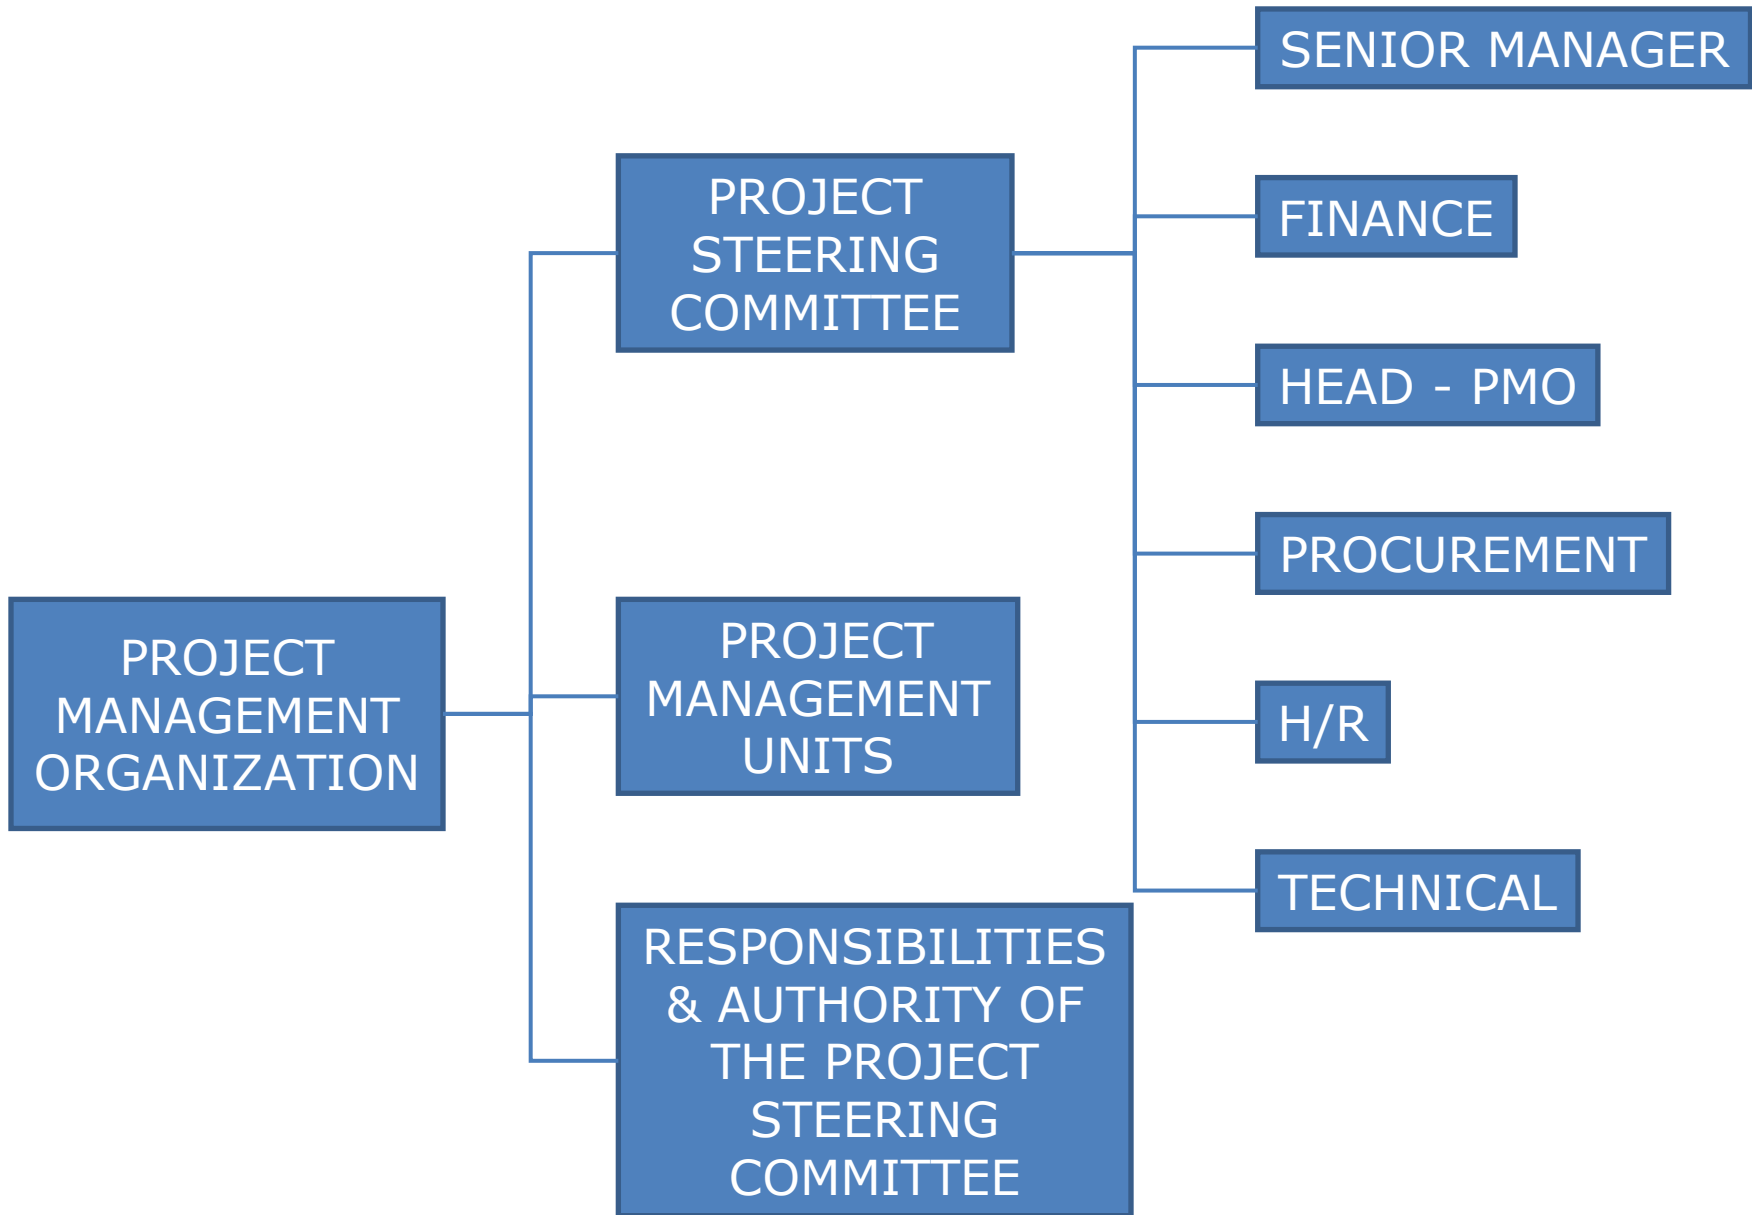 PROJECT
MANAGEMENT
ORGANIZATION
PROJECT
STEERING
COMMITTEE
PROJECT
MANAGEMENT
UNITS
RESPONSIBILITIES
& AUTHORITY OF
THE PROJECT
STEERING
COMMITTEE
SENIOR MANAGER
FINANCE
HEAD - PMO
PROCUREMENT
H/R
TECHNICAL